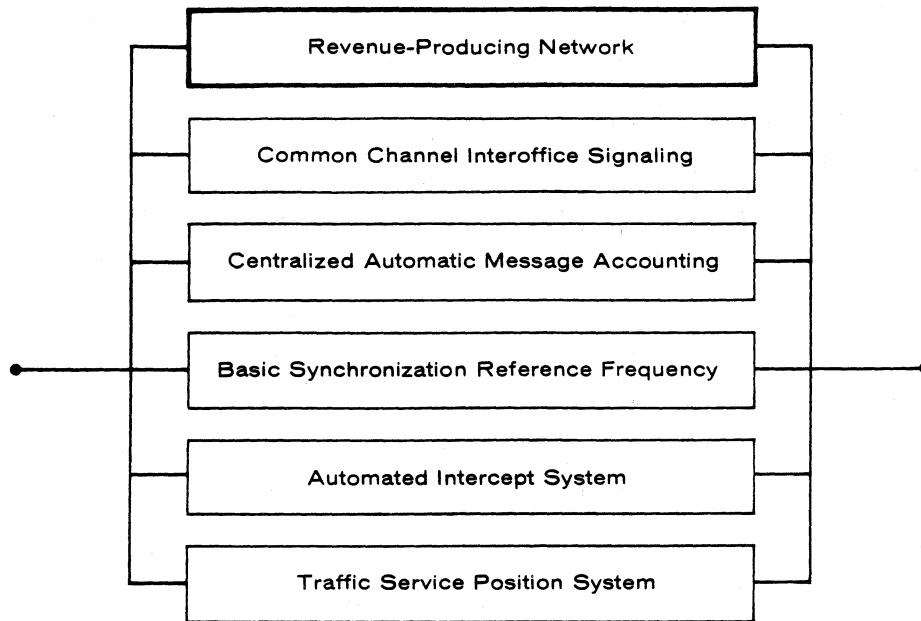 Revenue-Producing Network
Common Channel Interoffice Signaling
Centralized Automatic Message Accounting
Basic Synchronization Reference Frequency
Automated Intercept System
Traffic Service Position System